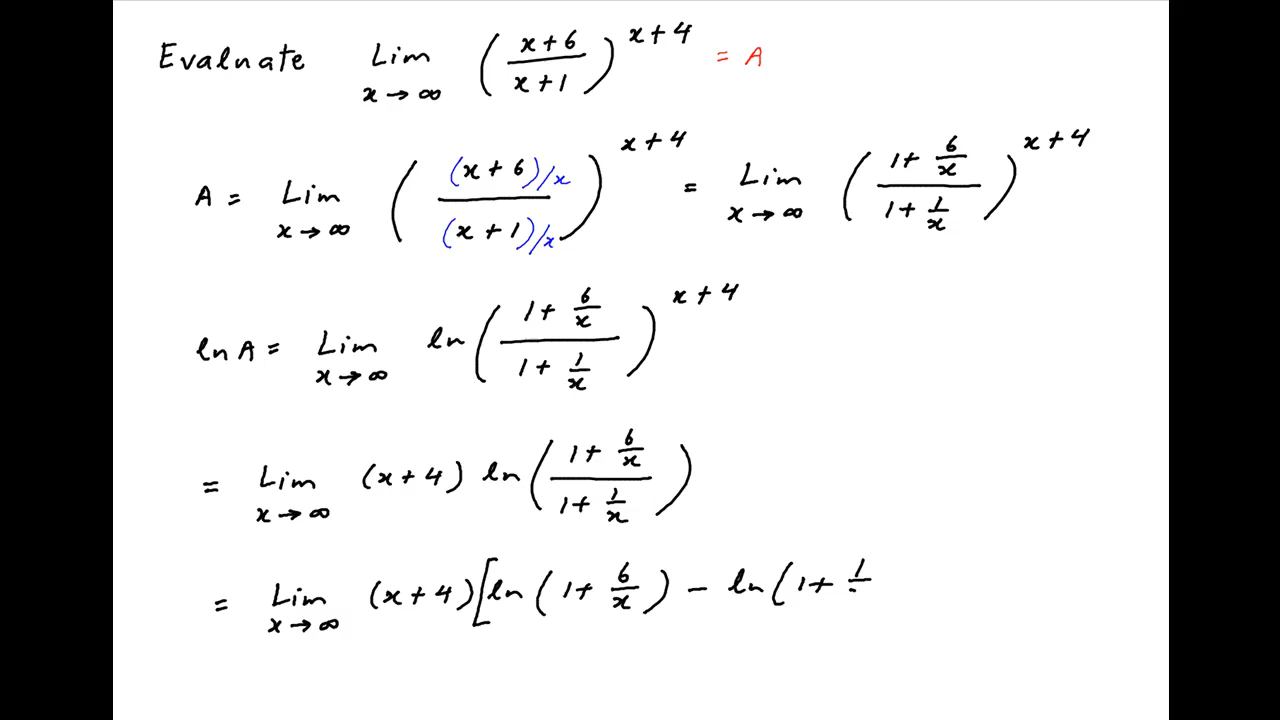 Evaluate Lim x→∞ ((x+6)/(x+1))^(x+4) = A
A = Lim x→∞ ((x+6)/x / (x+1)/x)^(x+4) = Lim x→∞ ((1+6/x)/(1+1/x))^(x+4)
ln A = Lim x→∞ ln((1+6/x)/(1+1/x))^(x+4)
= Lim x→∞ (x+4) ln((1+6/x)/(1+1/x))
= Lim x→∞ (x+4)[ln(1+6/x) − ln(1+1/